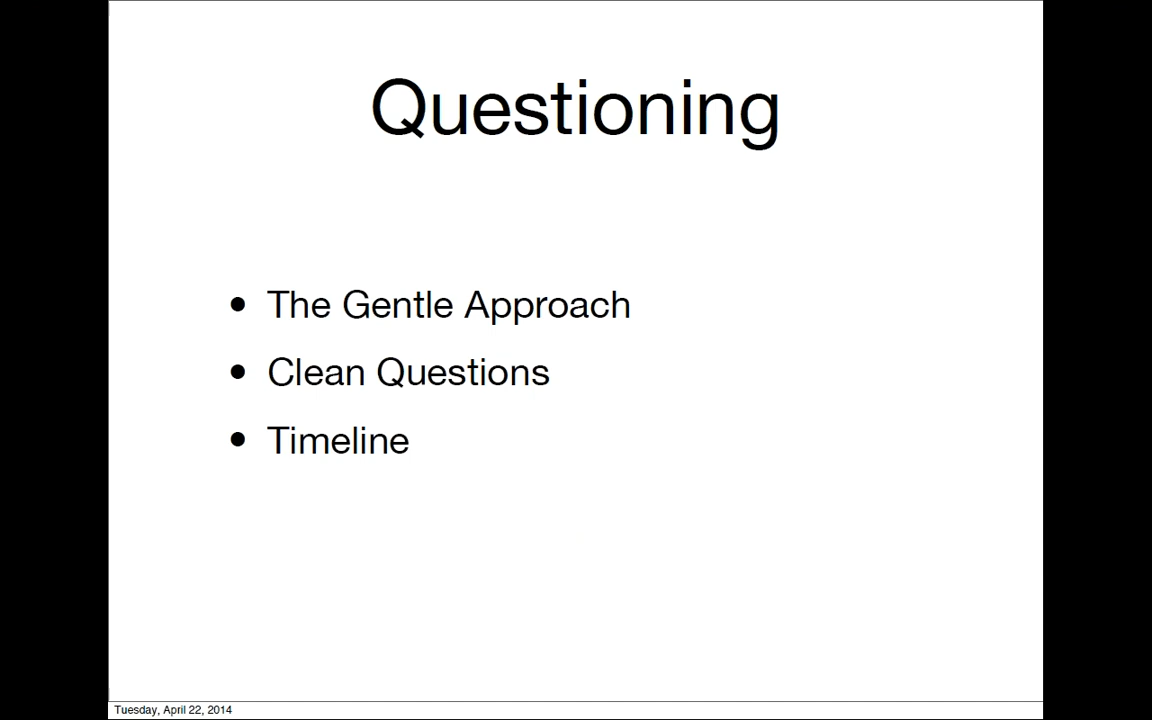 Questioning
• The Gentle Approach
• Clean Questions
• Timeline
Tuesday, April 22, 2014